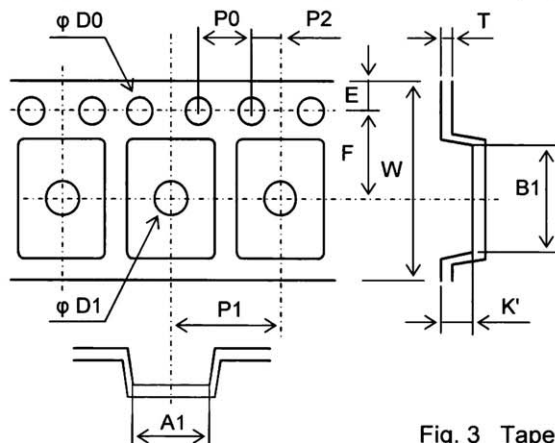 φ D0
P0
P2
T
E
F
W
B1
φ D1
P1
K'
A1
Fig. 3 Tape